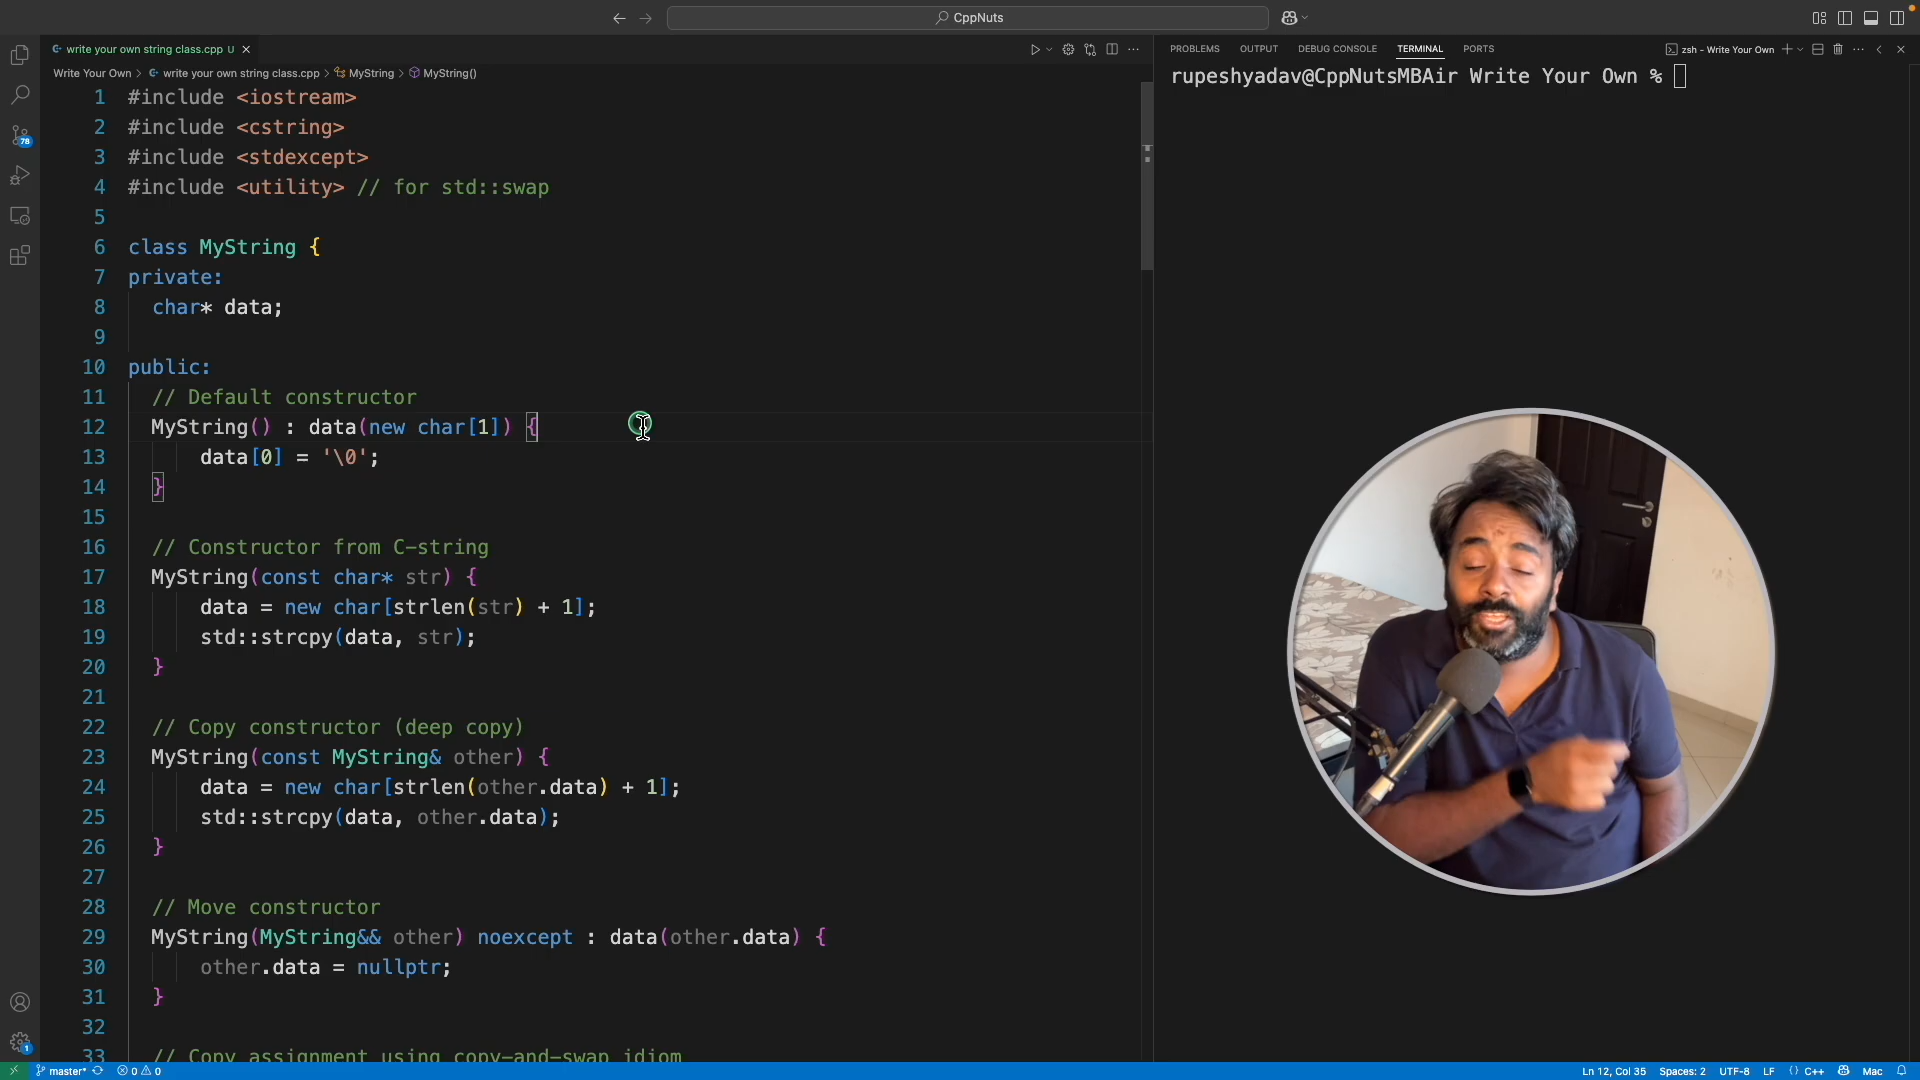 CppNuts
write your own string class.cpp U
Write Your Own > write your own string class.cpp > MyString > MyString()
1 #include <iostream>
2 #include <cstring>
3 #include <stdexcept>
4 #include <utility> // for std::swap
5
6 class MyString {
7 private:
8 char* data;
9
10 public:
11 // Default constructor
12 MyString() : data(new char[1]) {
13 data[0] = '\0';
14 }
15
16 // Constructor from C-string
17 MyString(const char* str) {
18 data = new char[strlen(str) + 1];
19 std::strcpy(data, str);
20 }
21
22 // Copy constructor (deep copy)
23 MyString(const MyString& other) {
24 data = new char[strlen(other.data) + 1];
25 std::strcpy(data, other.data);
26 }
27
28 // Move constructor
29 MyString(MyString&& other) noexcept : data(other.data) {
30 other.data = nullptr;
31 }
32
33 // Copy assignment using copy-and-swap idiom
PROBLEMS OUTPUT DEBUG CONSOLE TERMINAL PORTS
zsh - Write Your Own
rupeshyadav@CppNutsMBAir Write Your Own %
78
1
master* 0 0
Ln 12, Col 35 Spaces: 2 UTF-8 LF {} C++ Mac